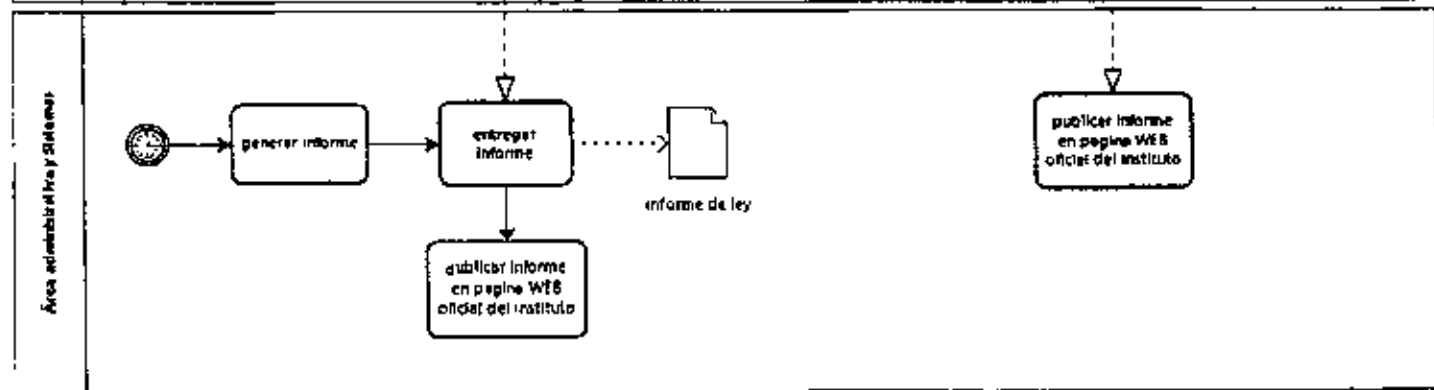 Área administrativa y Sistemas
generar informe
entregar
informe
informe de ley
publicar informe
en pagina WEB
oficial del instituto
publicar informe
en pagina WEB
oficial del instituto